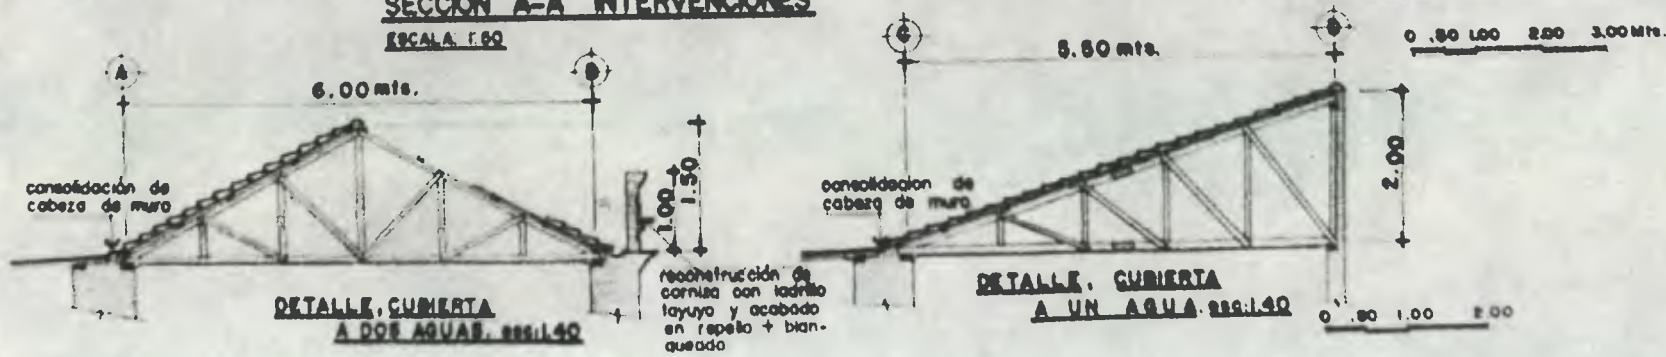 SECCION A-A INTERVENCIONES
ESCALA: 1:50
A
B
6.00 mts.
1.00
1.50
consolidación de
cabeza de muro
reconstrucción de
corniza con ladrillo
tayuyo y acabado
en repello + blan-
queado
DETALLE, CUBIERTA
A DOS AGUAS. esc:1.40
C
5.50 mts.
2.00
consolidacion de
cabeza de muro
DETALLE, CUBIERTA
A UN AGUA. esc:1.40
0 .50 1.00 2.00 3.00 Mts.
0 .50 1.00 2.00